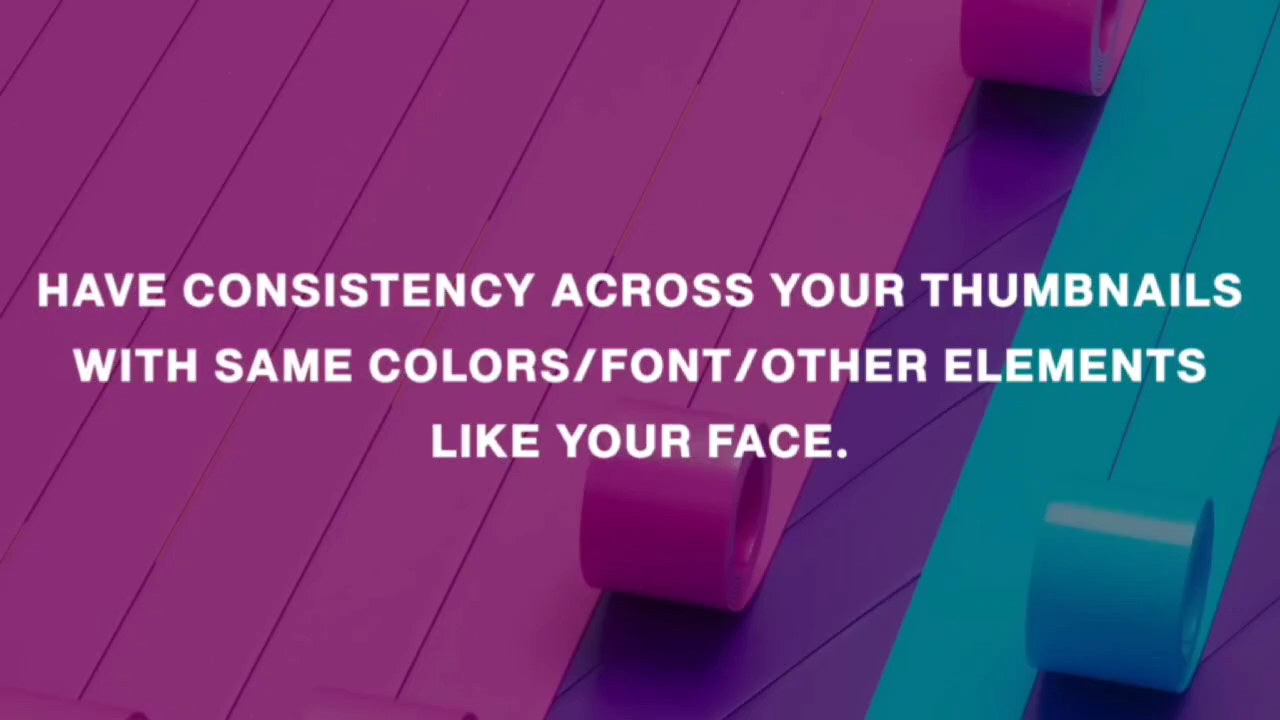 HAVE CONSISTENCY ACROSS YOUR THUMBNAILS
WITH SAME COLORS/FONT/OTHER ELEMENTS
LIKE YOUR FACE.